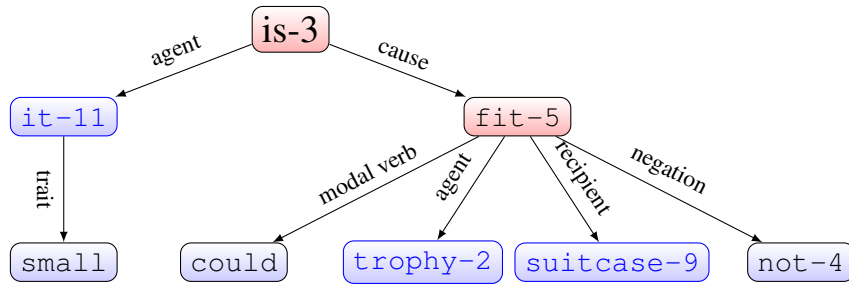 is-3
agent
cause
it-11
fit-5
trait
modal verb
agent
recipient
negation
small
could
trophy-2
suitcase-9
not-4